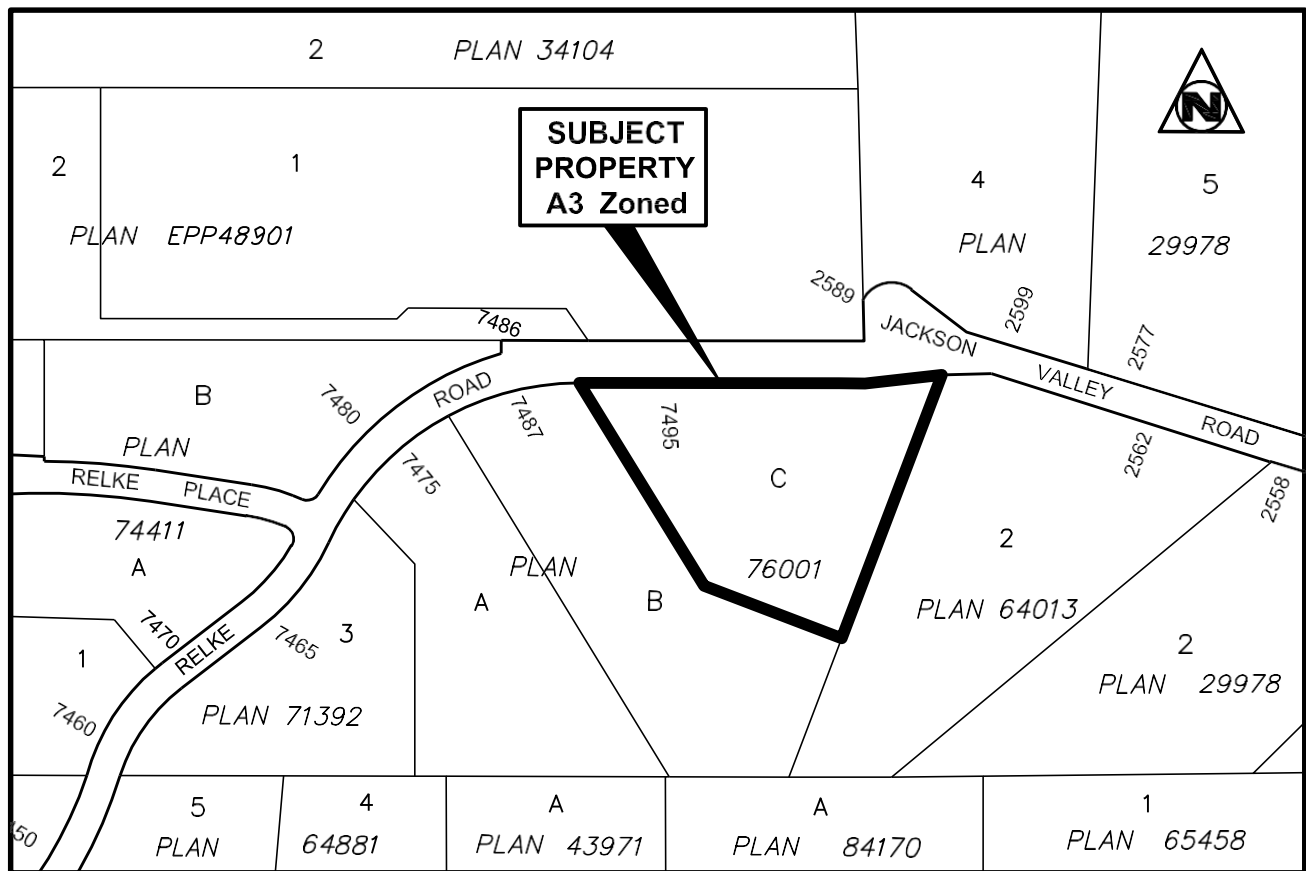 2 PLAN 34104
N
SUBJECT
PROPERTY
A3 Zoned
2 1
PLAN EPP48901
4
PLAN
5
29978
2589
2599
2577
7486
JACKSON
VALLEY
ROAD
B
PLAN
7480
ROAD
7487
7495
7475
C
76001
2562
2558
RELKE PLACE
74411
A
PLAN
A
B
2
PLAN 64013
2
PLAN 29978
1
7470
RELKE
7465
3
7460
PLAN 71392
5
PLAN
4
64881
A
PLAN 43971
A
PLAN 84170
1
PLAN 65458